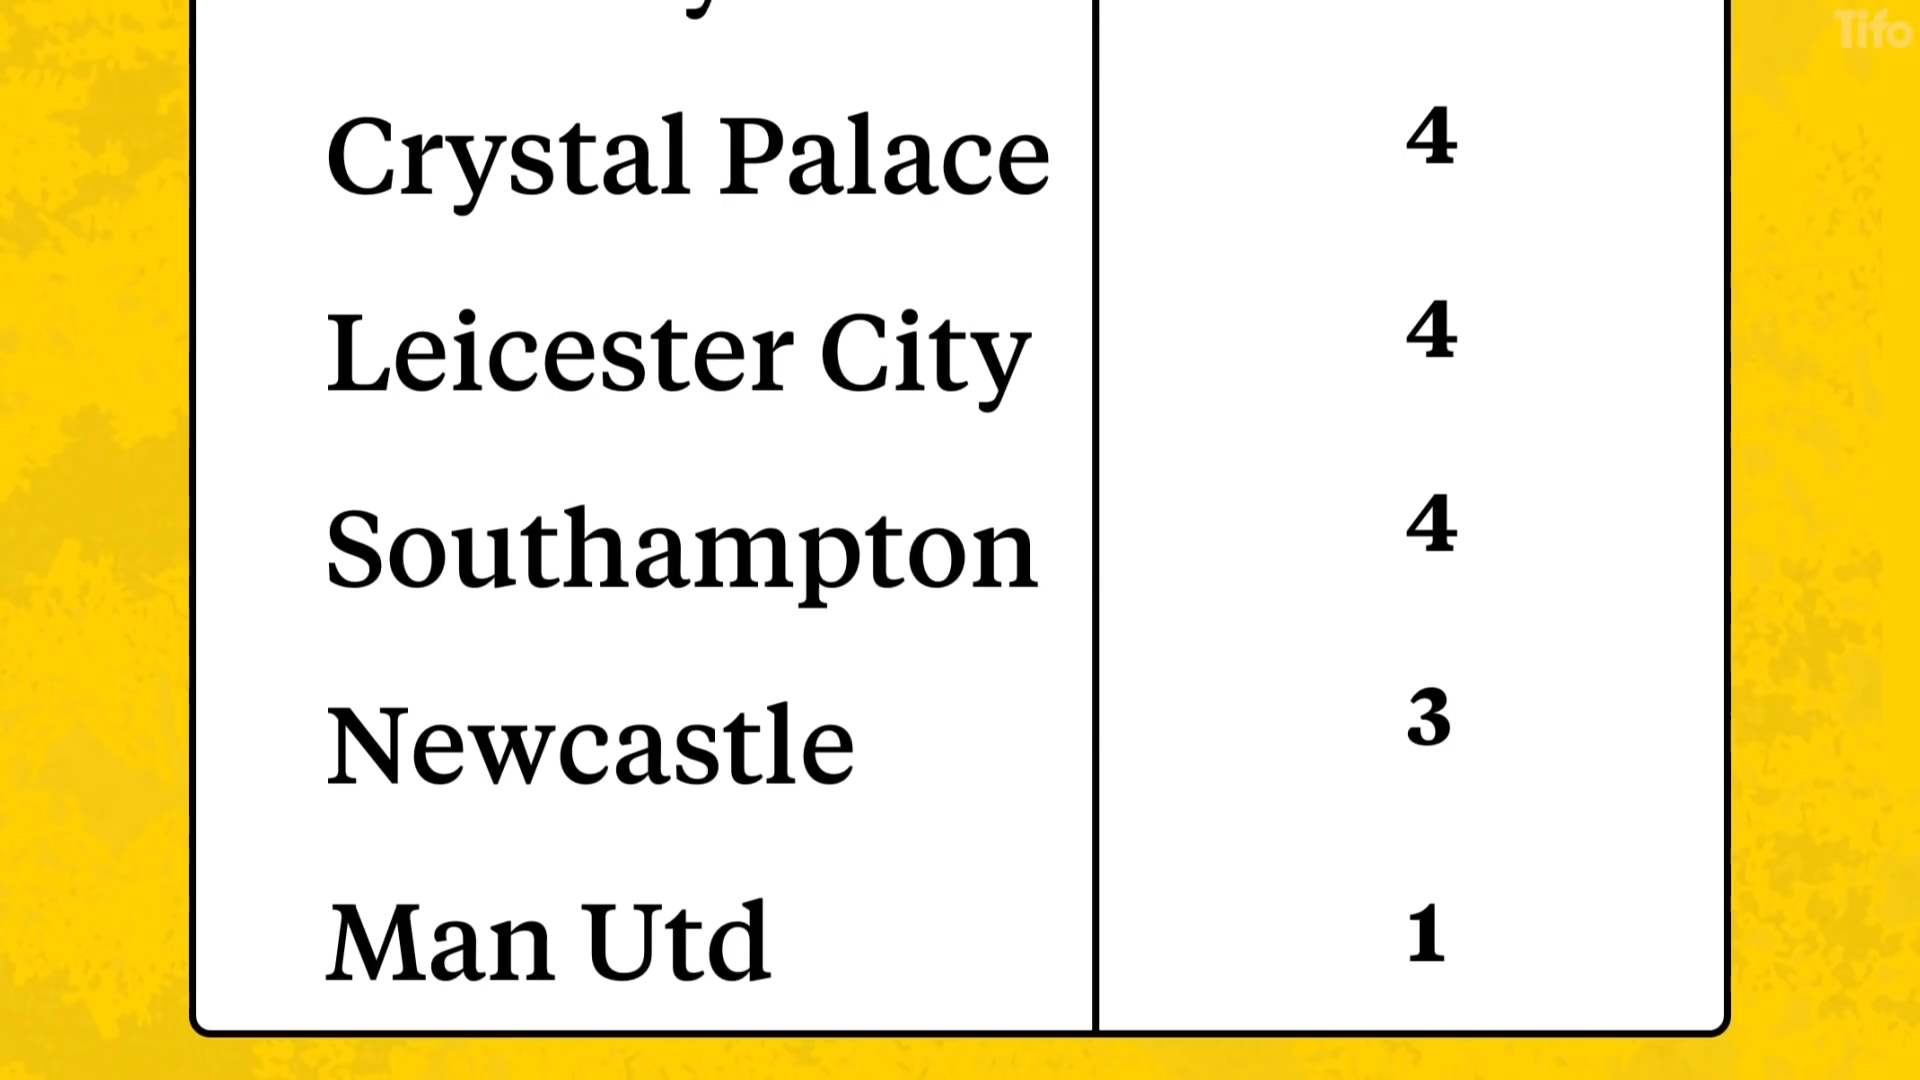 Tifo
Crystal Palace 4
Leicester City 4
Southampton 4
Newcastle 3
Man Utd 1